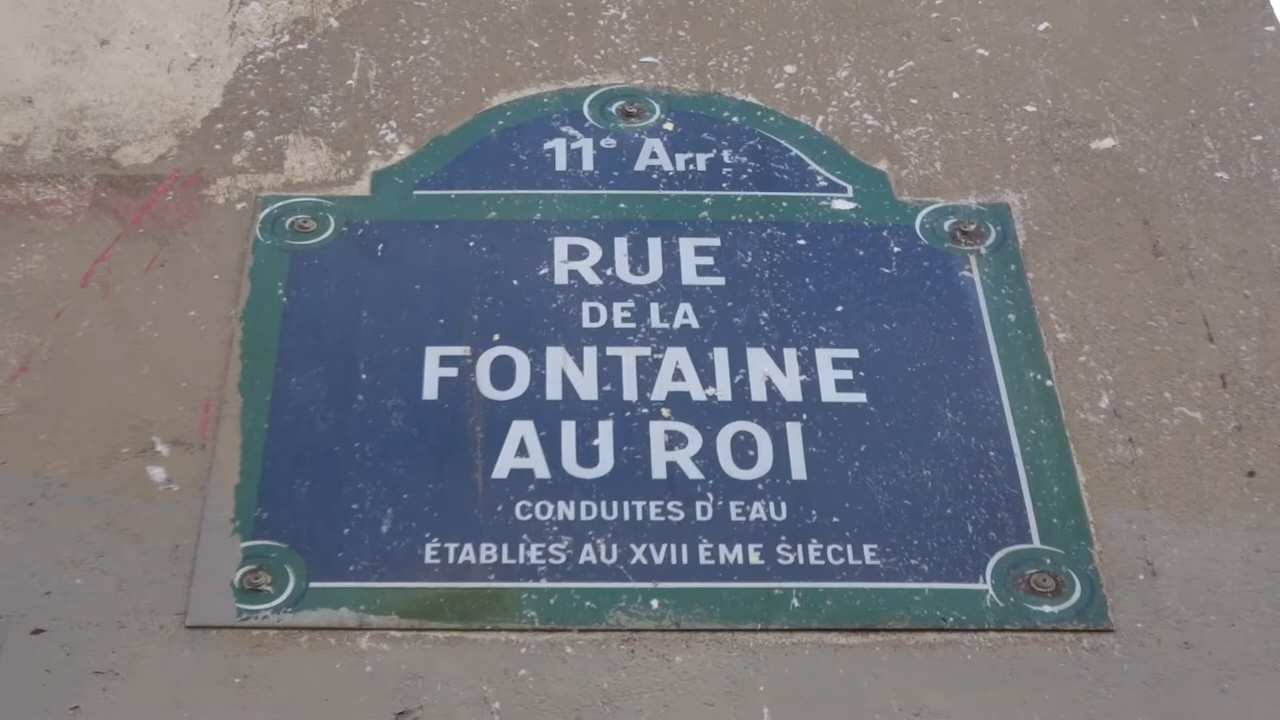 11e Arrt
RUE
DE LA
FONTAINE
AU ROI
CONDUITES D'EAU
ÉTABLIES AU XVII ÈME SIÈCLE